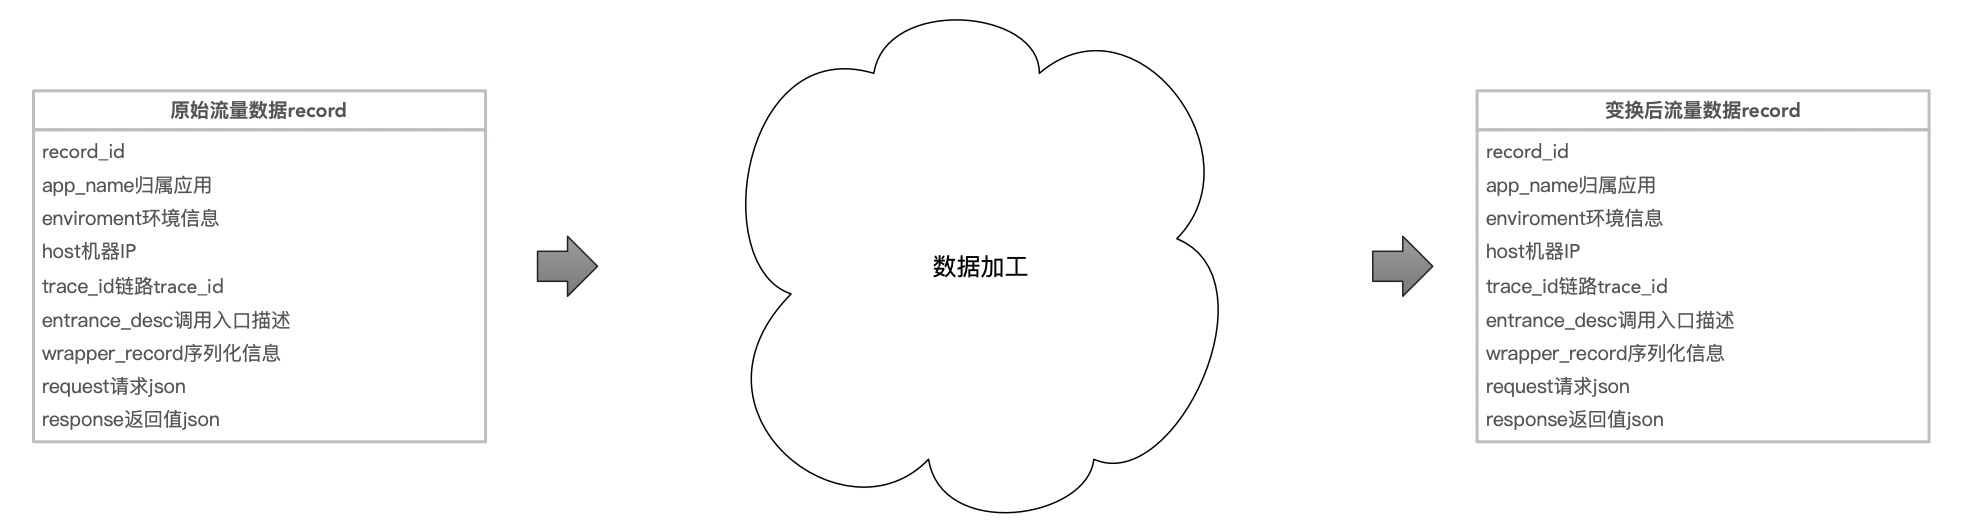 原始流量数据record
record_id
app_name归属应用
enviroment环境信息
host机器IP
trace_id链路trace_id
entrance_desc调用入口描述
wrapper_record序列化信息
request请求json
response返回值json
数据加工
变换后流量数据record
record_id
app_name归属应用
enviroment环境信息
host机器IP
trace_id链路trace_id
entrance_desc调用入口描述
wrapper_record序列化信息
request请求json
response返回值json